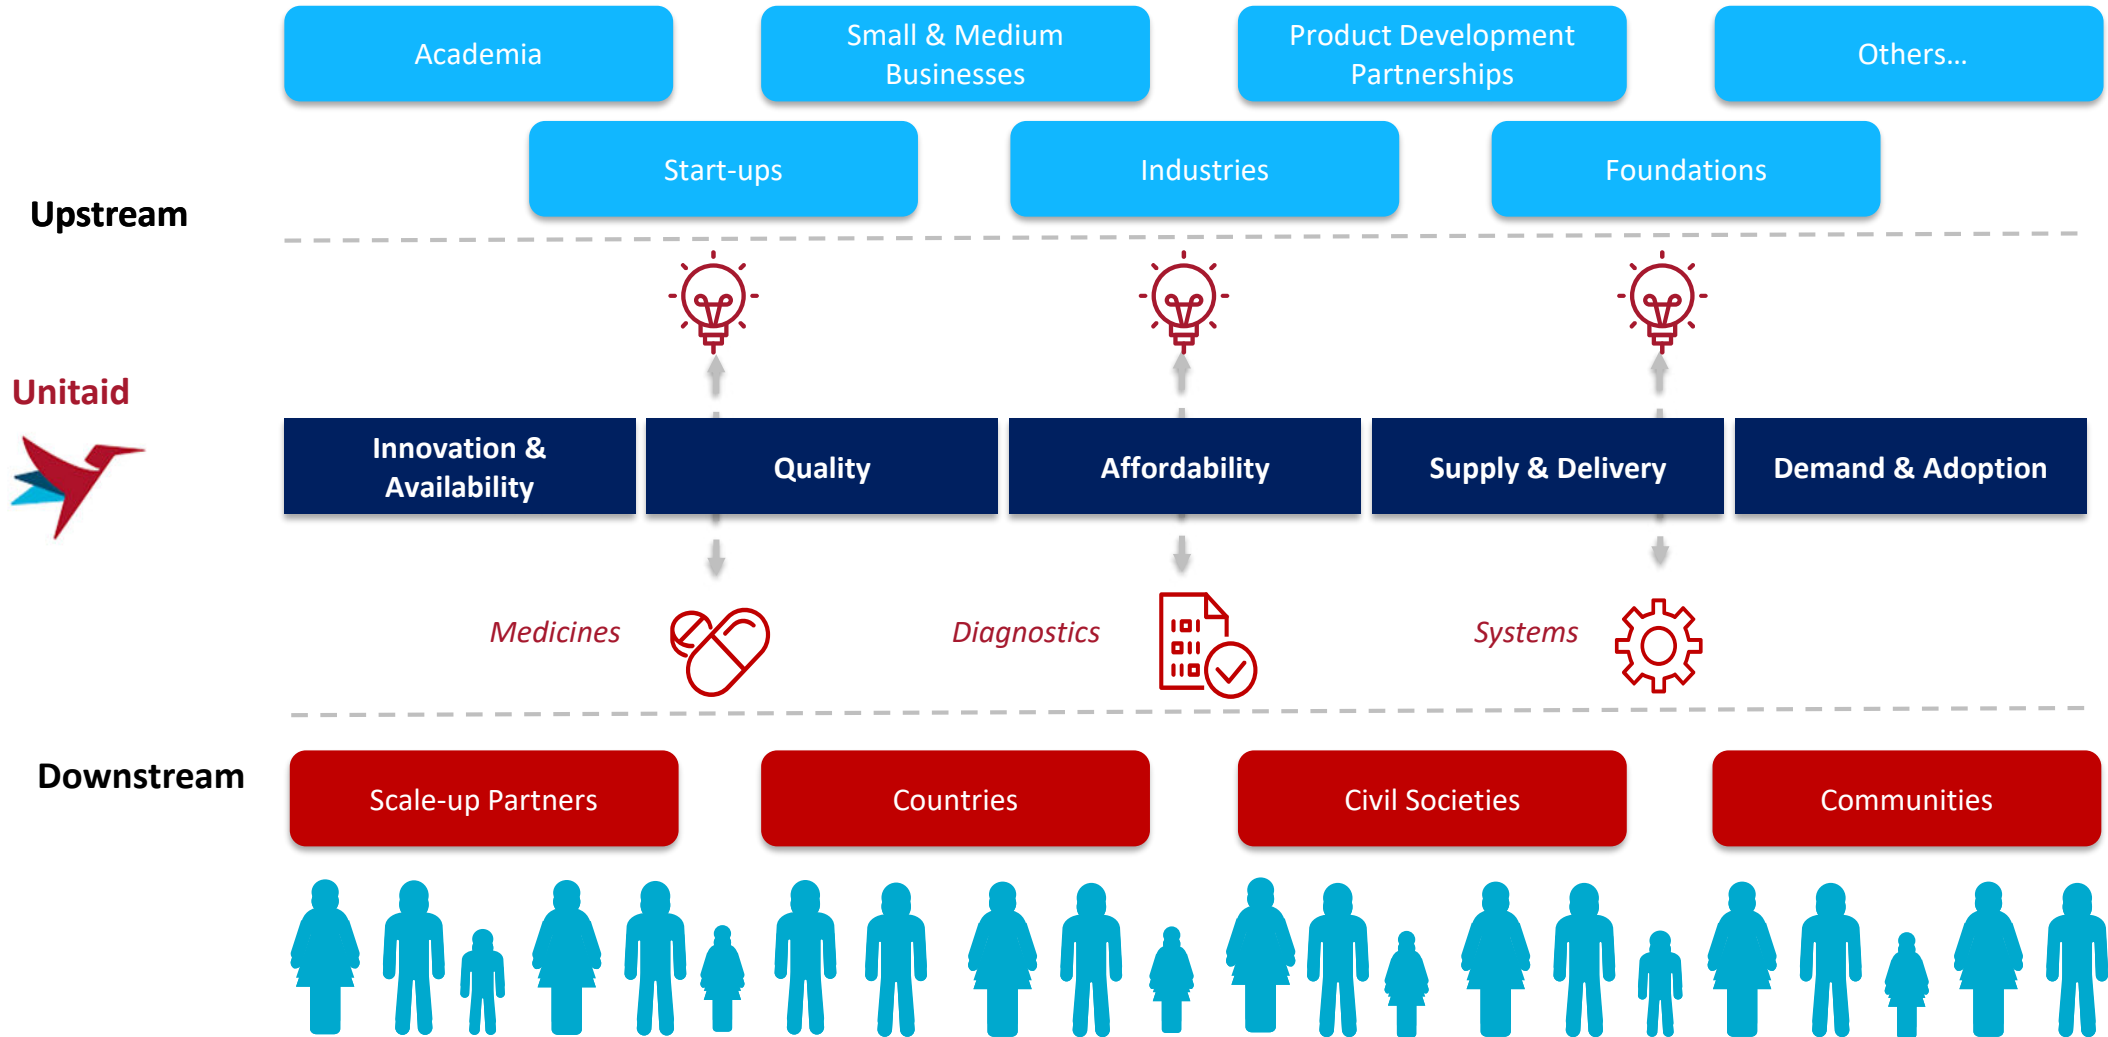 Academia
Small & Medium
Businesses
Product Development
Partnerships
Others...
Start-ups
Industries
Foundations
Upstream
Unitaid
Innovation &
Availability
Quality
Affordability
Supply & Delivery
Demand & Adoption
Medicines
Diagnostics
Systems
Downstream
Scale-up Partners
Countries
Civil Societies
Communities